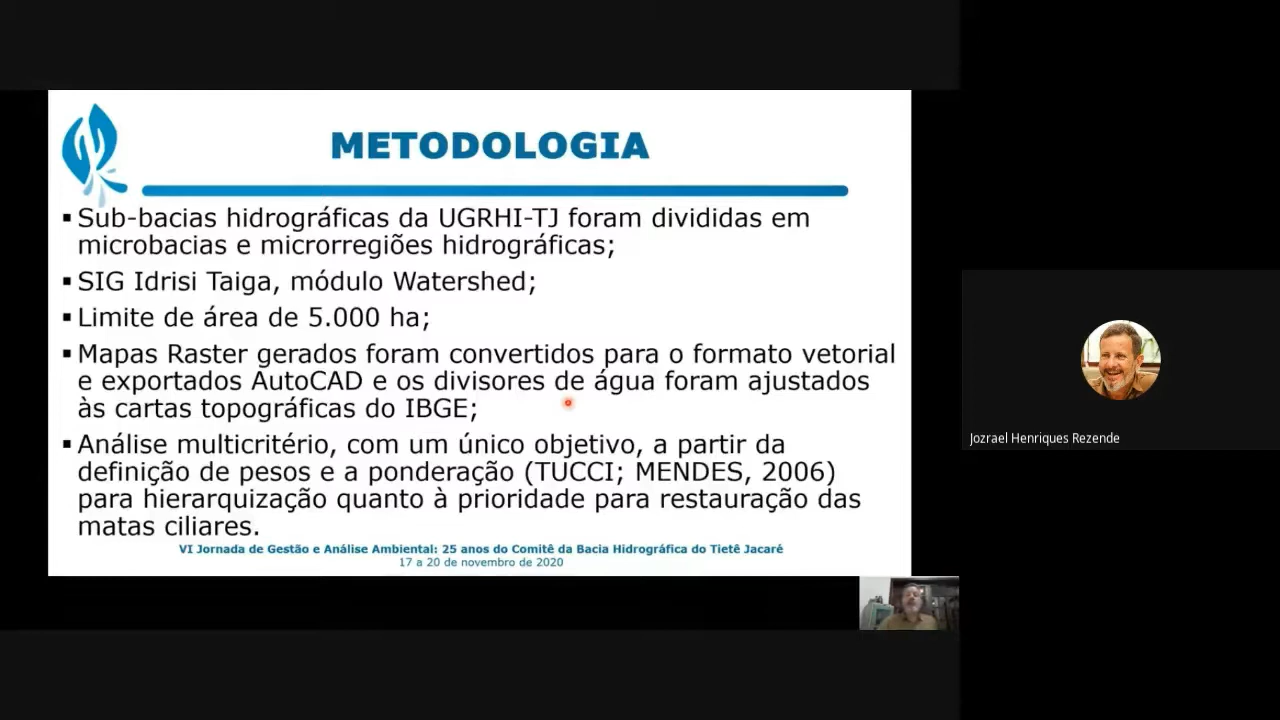 METODOLOGIA
▪ Sub-bacias hidrográficas da UGRHI-TJ foram divididas em
microbacias e microrregiões hidrográficas;
▪ SIG Idrisi Taiga, módulo Watershed;
▪ Limite de área de 5.000 ha;
▪ Mapas Raster gerados foram convertidos para o formato vetorial
e exportados AutoCAD e os divisores de água foram ajustados
às cartas topográficas do IBGE;
▪ Análise multicritério, com um único objetivo, a partir da
definição de pesos e a ponderação (TUCCI; MENDES, 2006)
para hierarquização quanto à prioridade para restauração das
matas ciliares.
VI Jornada de Gestão e Análise Ambiental: 25 anos do Comitê da Bacia Hidrográfica do Tietê Jacaré
17 a 20 de novembro de 2020
Jozrael Henriques Rezende